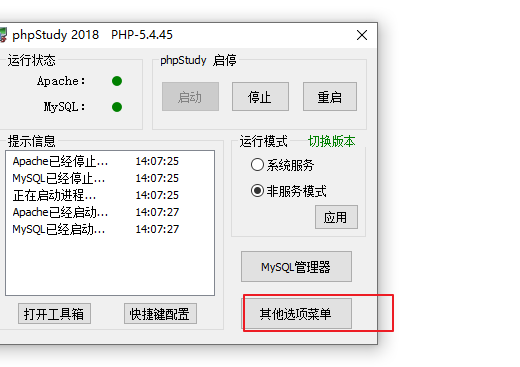 phpStudy 2018 PHP-5.4.45
运行状态
Apache:
MySQL:
phpStudy 启停
启动 停止 重启
提示信息
Apache已经停止... 14:07:25
MySQL已经停止... 14:07:25
正在启动进程... 14:07:25
Apache已经启动... 14:07:27
MySQL已经启动... 14:07:27
打开工具箱 快捷键配置
运行模式 切换版本
系统服务
非服务模式
应用
MySQL管理器
其他选项菜单